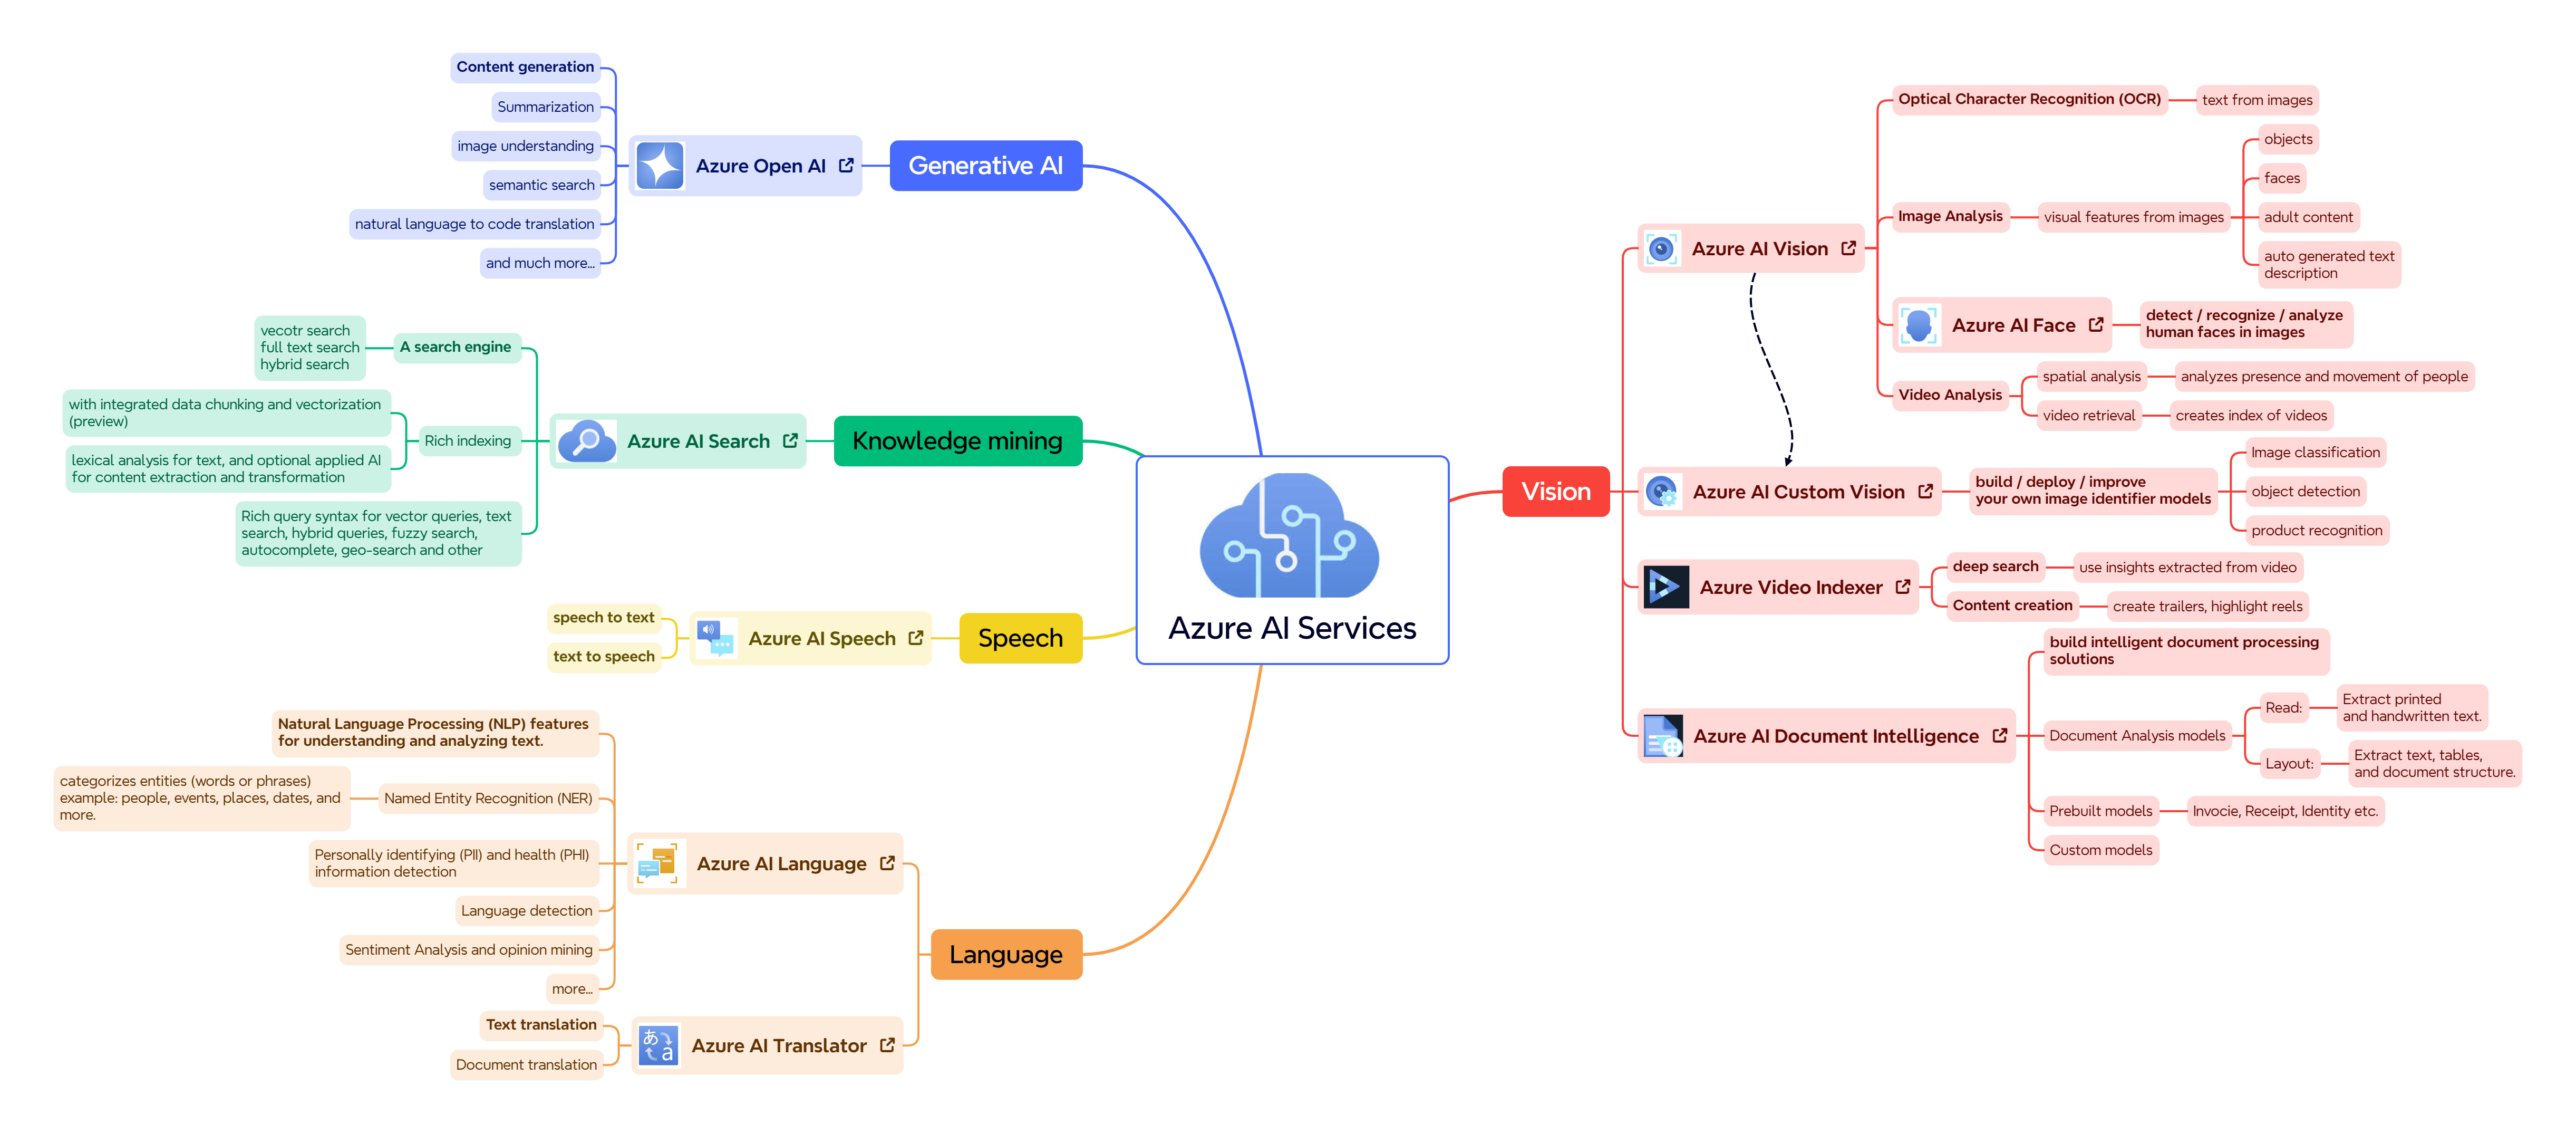 Content generation
Summarization
image understanding
semantic search
natural language to code translation
and much more...
Azure Open AI
Generative AI
vecotr search
full text search
hybrid search
A search engine
with integrated data chunking and vectorization
(preview)
Rich indexing
lexical analysis for text, and optional applied AI
for content extraction and transformation
Rich query syntax for vector queries, text
search, hybrid queries, fuzzy search,
autocomplete, geo-search and other
Azure AI Search
Knowledge mining
speech to text
text to speech
Azure AI Speech
Speech
Natural Language Processing (NLP) features
for understanding and analyzing text.
categorizes entities (words or phrases)
example: people, events, places, dates, and
more.
Named Entity Recognition (NER)
Personally identifying (PII) and health (PHI)
information detection
Language detection
Sentiment Analysis and opinion mining
more...
Azure AI Language
Text translation
Document translation
あ
a
Azure AI Translator
Language
Azure AI Services
Vision
Azure AI Vision
Optical Character Recognition (OCR)
text from images
Image Analysis
visual features from images
objects
faces
adult content
auto generated text
description
Azure AI Face
detect / recognize / analyze
human faces in images
Video Analysis
spatial analysis
analyzes presence and movement of people
video retrieval
creates index of videos
Azure AI Custom Vision
build / deploy / improve
your own image identifier models
Image classification
object detection
product recognition
Azure Video Indexer
deep search
use insights extracted from video
Content creation
create trailers, highlight reels
Azure AI Document Intelligence
build intelligent document processing
solutions
Document Analysis models
Read:
Extract printed
and handwritten text.
Layout:
Extract text, tables,
and document structure.
Prebuilt models
Invocie, Receipt, Identity etc.
Custom models